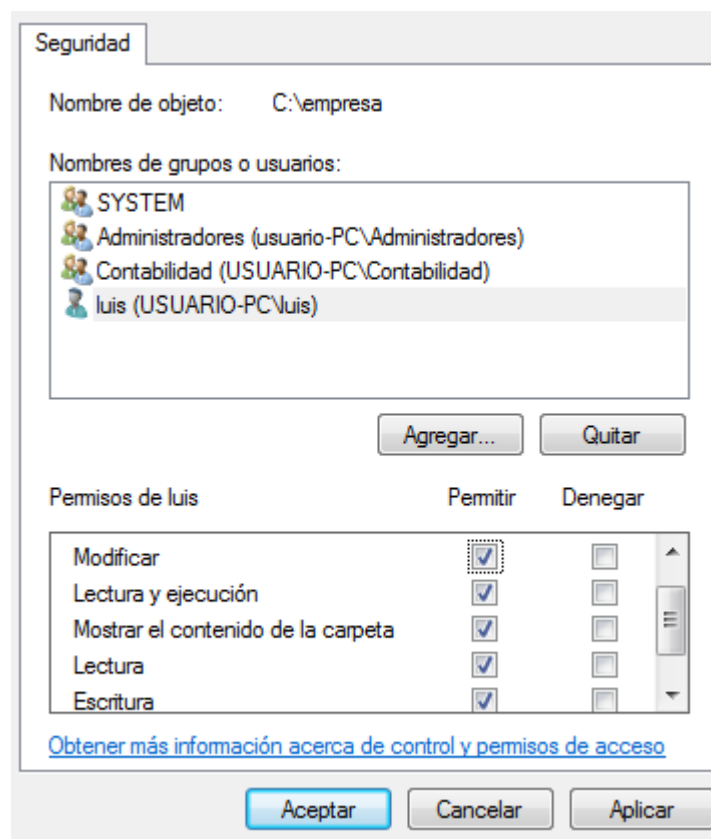 Seguridad
Nombre de objeto: C:\empresa
Nombres de grupos o usuarios:
SYSTEM
Administradores (usuario-PC\Administradores)
Contabilidad (USUARIO-PC\Contabilidad)
luis (USUARIO-PC\luis)
Agregar... Quitar
Permisos de luis Permitir Denegar
Modificar
Lectura y ejecución
Mostrar el contenido de la carpeta
Lectura
Escritura
Obtener más información acerca de control y permisos de acceso
Aceptar Cancelar Aplicar